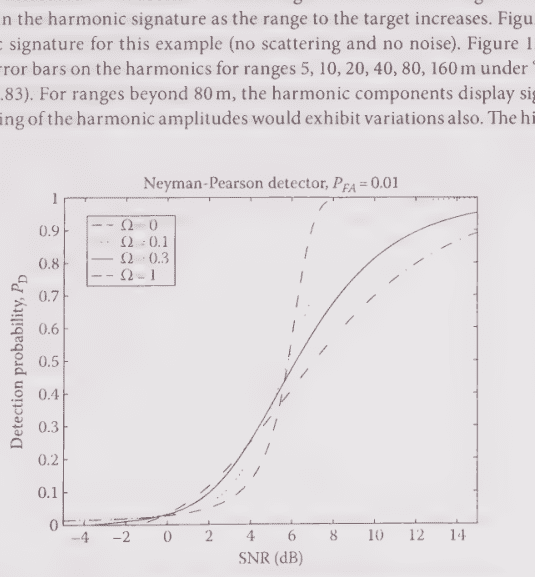 n the harmonic signature as the range to the target increases. Figu
signature for this example (no scattering and no noise). Figure 1
rror bars on the harmonics for ranges 5, 10, 20, 40, 80, 160 m under
.83). For ranges beyond 80 m, the harmonic components display sig
ing of the harmonic amplitudes would exhibit variations also. The hi
Neyman-Pearson detector, P_FA = 0.01
Ω = 0
Ω = 0.1
Ω = 0.3
Ω = 1
Detection probability, P_D
1
0.9
0.8
0.7
0.6
0.5
0.4
0.3
0.2
0.1
0
−4 −2 0 2 4 6 8 10 12 14
SNR (dB)